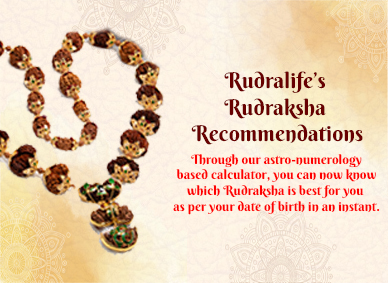 Rudralife's
Rudraksha
Recommendations
Through our astro-numerology
based calculator, you can now know
which Rudraksha is best for you
as per your date of birth in an instant.